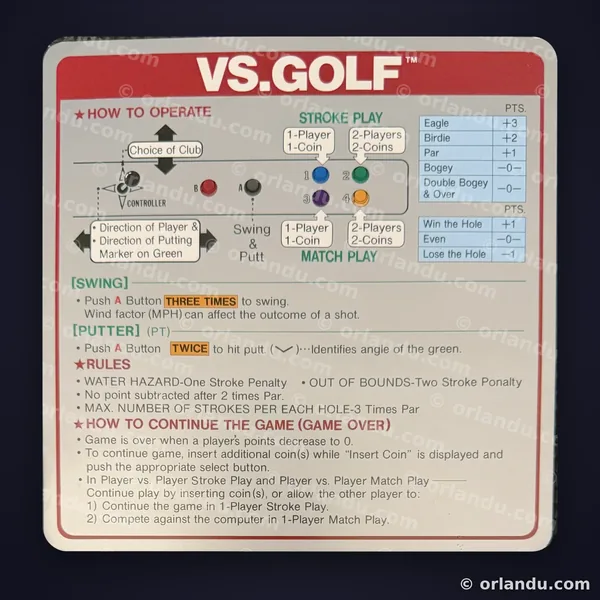 VS.GOLF™
★HOW TO OPERATE
Choice of Club
CONTROLLER
• Direction of Player &
• Direction of Putting
Marker on Green
B
A
Swing
&
Putt
STROKE PLAY
1-Player
1-Coin
2-Players
2-Coins
1
2
3
4
1-Player
1-Coin
2-Players
2-Coins
MATCH PLAY
PTS.
Eagle +3
Birdie +2
Par +1
Bogey -0-
Double Bogey
& Over -0-
PTS.
Win the Hole +1
Even -0-
Lose the Hole -1
[SWING]
• Push A Button THREE TIMES to swing.
Wind factor (MPH) can affect the outcome of a shot.
[PUTTER] (PT)
• Push A Button TWICE to hit putt. ( )···Identifies angle of the green.
★RULES
• WATER HAZARD-One Stroke Penalty • OUT OF BOUNDS-Two Stroke Ponalty
• No point subtracted after 2 times Par.
• MAX. NUMBER OF STROKES PER EACH HOLE-3 Times Par
★HOW TO CONTINUE THE GAME (GAME OVER)
• Game is over when a player's points decrease to 0.
• To continue game, insert additional coin(s) while "Insert Coin" is displayed and
push the appropriate select button.
• In Player vs. Player Stroke Play and Player vs. Player Match Play ———
Continue play by inserting coin(s), or allow the other player to:
1) Continue the game in 1-Player Stroke Play.
2) Compete against the computer in 1-Player Match Play.
© orlandu.com